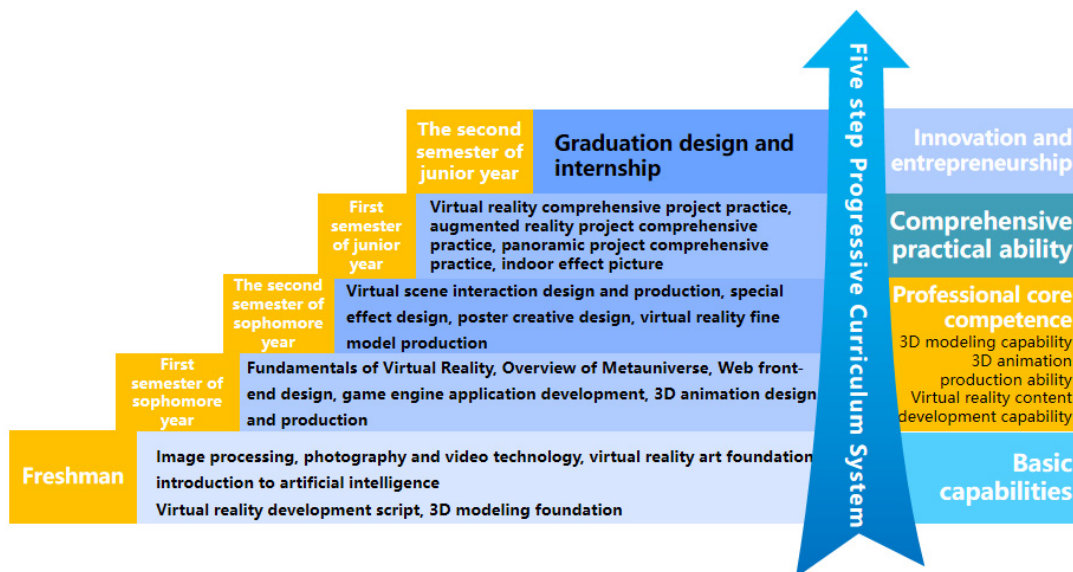 The second
semester of
junior year
Graduation design and
internship
Innovation and
entrepreneurship
First
semester
of junior
year
Virtual reality comprehensive project practice,
augmented reality project comprehensive
practice, panoramic project comprehensive
practice, indoor effect picture
Comprehensive
practical ability
The second
semester of
sophomore
year
Virtual scene interaction design and production, special
effect design, poster creative design, virtual reality fine
model production
Professional core
competence
3D modeling capability
3D animation
production ability
Virtual reality content
development capability
First
semester of
sophomore
year
Fundamentals of Virtual Reality, Overview of Metauniverse, Web front-
end design, game engine application development, 3D animation design
and production
Freshman
Image processing, photography and video technology, virtual reality art foundation
introduction to artificial intelligence
Virtual reality development script, 3D modeling foundation
Basic
capabilities
Five step Progressive Curriculum System